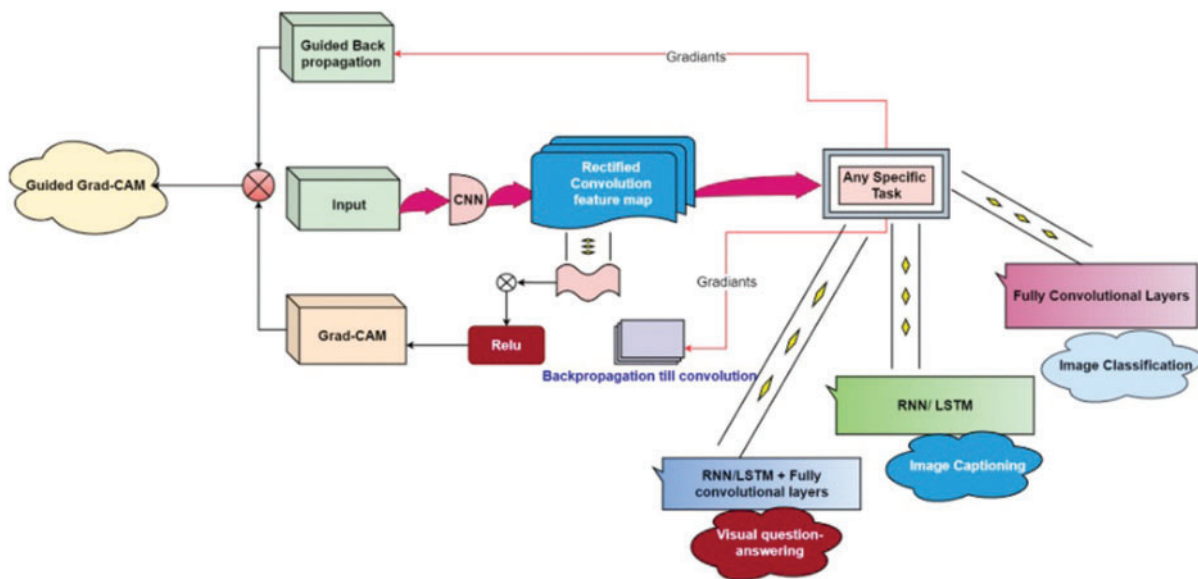 Guided Back
propagation
Gradiants
Guided Grad-CAM
Input
CNN
Rectified
Convolution
feature map
Any Specific
Task
Gradiants
Fully Convolutional Layers
Grad-CAM
Relu
Backpropagation till convolution
Image Classification
RNN/ LSTM
Image Captioning
RNN/LSTM + Fully
convolutional layers
Visual question-
answering